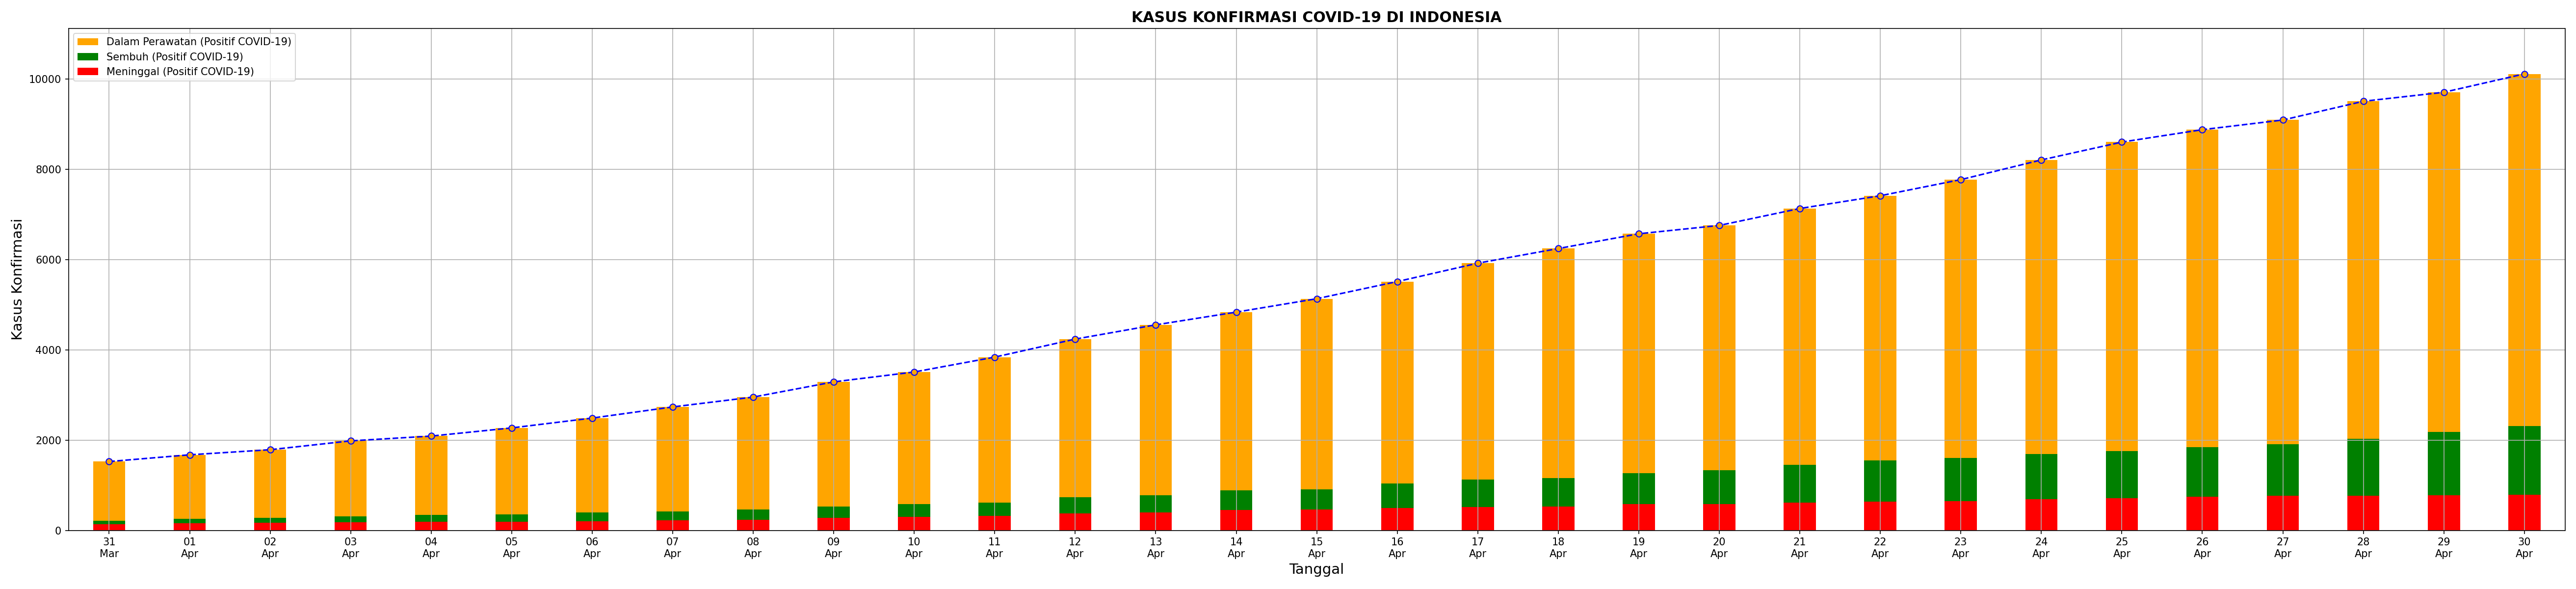 KASUS KONFIRMASI COVID-19 DI INDONESIA
Dalam Perawatan (Positif COVID-19)
Sembuh (Positif COVID-19)
Meninggal (Positif COVID-19)
Kasus Konfirmasi
10000
8000
6000
4000
2000
0
31 01 02 03 04 05 06 07 08 09 10 11 12 13 14 15 16 17 18 19 20 21 22 23 24 25 26 27 28 29 30
Mar Apr Apr Apr Apr Apr Apr Apr Apr Apr Apr Apr Apr Apr Apr Apr Apr Apr Apr Apr Apr Apr Apr Apr Apr Apr Apr Apr Apr Apr Apr
Tanggal